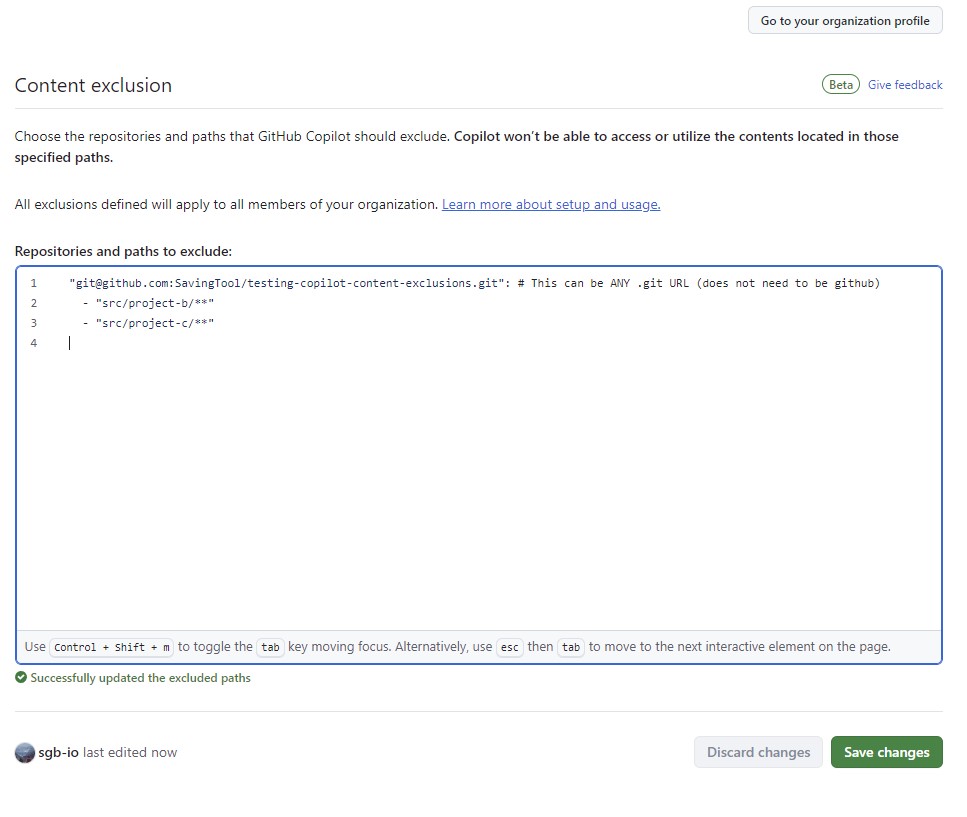 Go to your organization profile
Content exclusion
Beta
Give feedback
Choose the repositories and paths that GitHub Copilot should exclude. Copilot won’t be able to access or utilize the contents located in those
specified paths.
All exclusions defined will apply to all members of your organization. Learn more about setup and usage.
Repositories and paths to exclude:
1 "git@github.com:SavingTool/testing-copilot-content-exclusions.git": # This can be ANY .git URL (does not need to be github)
2 - "src/project-b/**"
3 - "src/project-c/**"
4
Use Control + Shift + m to toggle the tab key moving focus. Alternatively, use esc then tab to move to the next interactive element on the page.
Successfully updated the excluded paths
sgb-io last edited now
Discard changes
Save changes